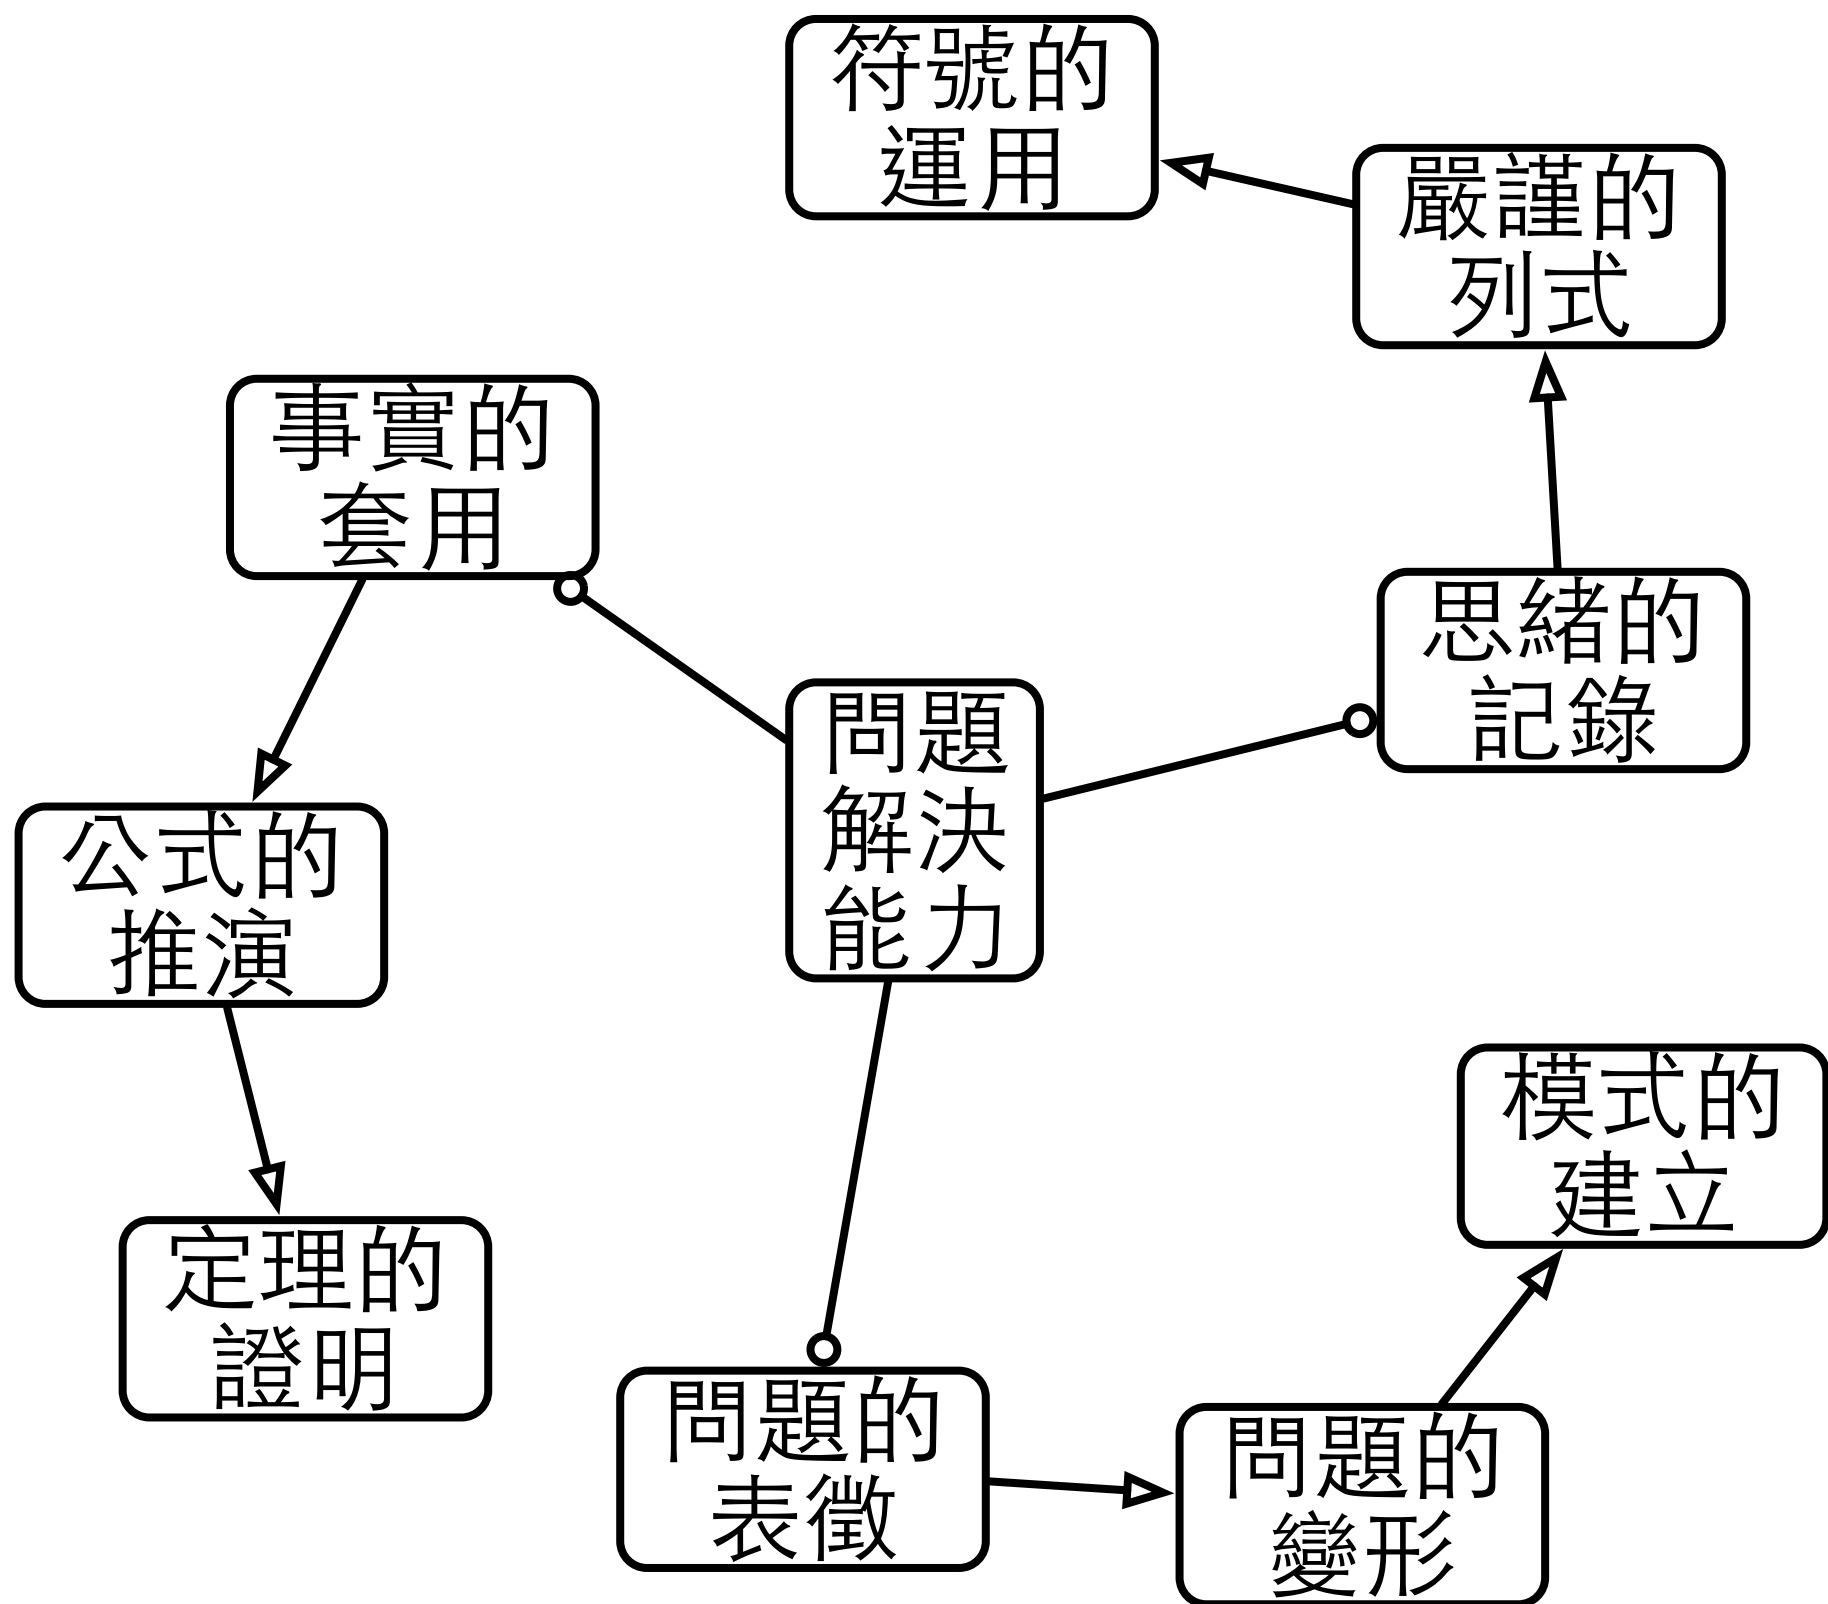 符號的
運用
嚴謹的
列式
事實的
套用
思緒的
記錄
問題
解決
能力
公式的
推演
模式的
建立
定理的
證明
問題的
表徵
問題的
變形